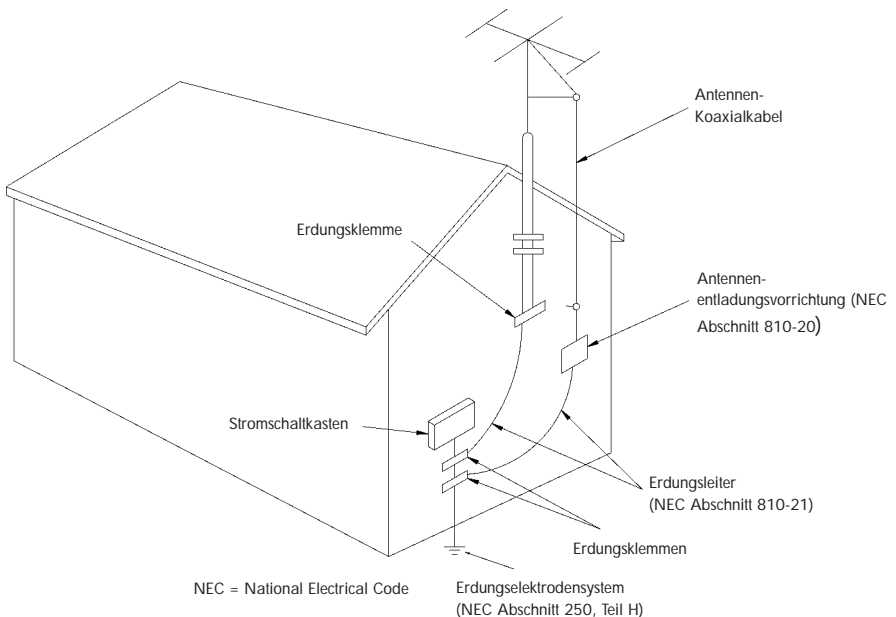 Antennen-
Koaxialkabel
Erdungsklemme
Antennen-
entladungsvorrichtung (NEC
Abschnitt 810-20)
Stromschaltkasten
Erdungsleiter
(NEC Abschnitt 810-21)
Erdungsklemmen
NEC = National Electrical Code
Erdungselektrodensystem
(NEC Abschnitt 250, Teil H)